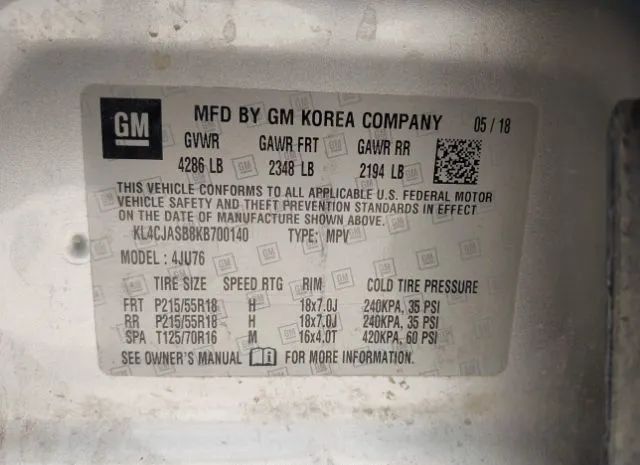 GM MFD BY GM KOREA COMPANY 05 / 18
GVWR GAWR FRT GAWR RR
4286 LB 2348 LB 2194 LB
THIS VEHICLE CONFORMS TO ALL APPLICABLE U.S. FEDERAL MOTOR
VEHICLE SAFETY AND THEFT PREVENTION STANDARDS IN EFFECT
ON THE DATE OF MANUFACTURE SHOWN ABOVE.
KL4CJASB8KB700140 TYPE: MPV
MODEL : 4JU76
TIRE SIZE SPEED RTG RIM COLD TIRE PRESSURE
FRT P215/55R18 H 18x7.0J 240KPA, 35 PSI
RR P215/55R18 H 18x7.0J 240KPA, 35 PSI
SPA T125/70R16 M 16x4.0T 420KPA, 60 PSI
SEE OWNER'S MANUAL FOR MORE INFORMATION.